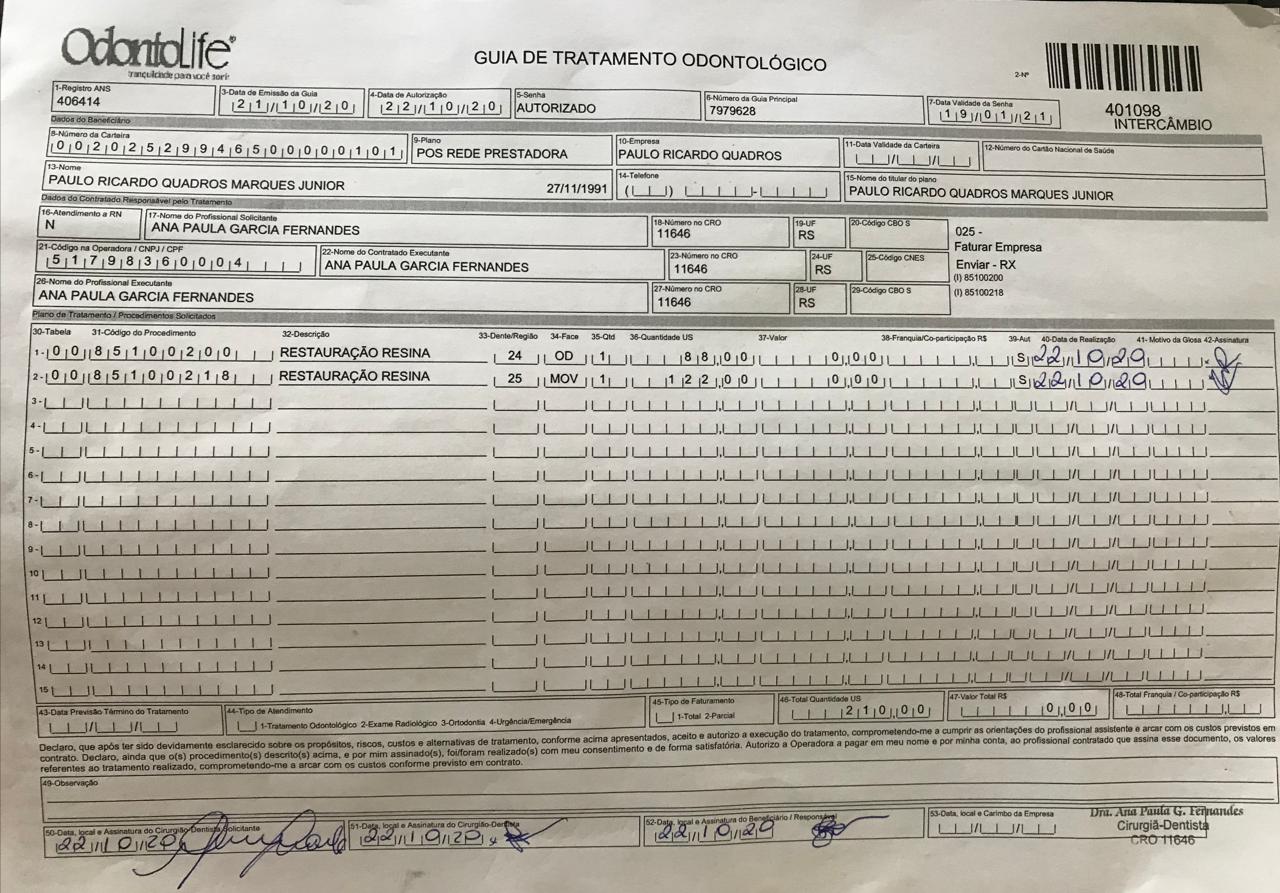 OdontoLife
tranquilidade para você sorrir
GUIA DE TRATAMENTO ODONTOLÓGICO
2-Nº
401098
INTERCÂMBIO
1-Registro ANS
406414
3-Data de Emissão da Guia
21/10/20
4-Data de Autorização
22/10/20
5-Senha
AUTORIZADO
6-Número da Guia Principal
7979628
7-Data Validade da Senha
19/01/21
Dados do Beneficiário
8-Número da Carteira
00202529946500000101
9-Plano
POS REDE PRESTADORA
10-Empresa
PAULO RICARDO QUADROS
11-Data Validade da Carteira
12-Número do Cartão Nacional de Saúde
13-Nome
PAULO RICARDO QUADROS MARQUES JUNIOR 27/11/1991
14-Telefone
15-Nome do titular do plano
PAULO RICARDO QUADROS MARQUES JUNIOR
Dados do Contratado Responsável pelo Tratamento
16-Atendimento a RN
N
17-Nome do Profissional Solicitante
ANA PAULA GARCIA FERNANDES
18-Número no CRO
11646
19-UF
RS
20-Código CBO S
025 -
Faturar Empresa
Enviar - RX
(I) 85100200
(I) 85100218
21-Código na Operadora / CNPJ / CPF
51798360004
22-Nome do Contratado Executante
ANA PAULA GARCIA FERNANDES
23-Número no CRO
11646
24-UF
RS
25-Código CNES
26-Nome do Profissional Executante
ANA PAULA GARCIA FERNANDES
27-Número no CRO
11646
28-UF
RS
29-Código CBO S
Plano de Tratamento / Procedimentos Solicitados
30-Tabela 31-Código do Procedimento 32-Descrição 33-Dente/Região 34-Face 35-Qtd 36-Quantidade US 37-Valor 38-Franquia/Co-participação R$ 39-Aut 40-Data de Realização 41- Motivo da Glosa 42-Assinatura
1- 00 85100200 RESTAURAÇÃO RESINA 24 OD 1 88,00 0,00 S 22/10/20
2- 00 85100218 RESTAURAÇÃO RESINA 25 MOV 1 122,00 0,00 S 22/10/20
3-
4-
5-
6-
7-
8-
9-
10
11
12
13
14
15
43-Data Previsão Término do Tratamento
44-Tipo de Atendimento
1-Tratamento Odontológico 2-Exame Radiológico 3-Ortodontia 4-Urgência/Emergência
45-Tipo de Faturamento
1-Total 2-Parcial
46-Total Quantidade US
210,00
47-Valor Total R$
0,00
48-Total Franquia / Co-participação R$
Declaro, que após ter sido devidamente esclarecido sobre os propósitos, riscos, custos e alternativas de tratamento, conforme acima apresentados, aceito e autorizo a execução do tratamento, comprometendo-me a cumprir as orientações do profissional assistente e arcar com os custos previstos em
contrato. Declaro, ainda que o(s) procedimento(s) descrito(s) acima, e por mim assinado(s), foi/foram realizado(s) com meu consentimento e de forma satisfatória. Autorizo a Operadora a pagar em meu nome e por minha conta, ao profissional contratado que assina esse documento, os valores
referentes ao tratamento realizado, comprometendo-me a arcar com os custos conforme previsto em contrato.
49-Observação
50-Data, local e Assinatura do Cirurgião-Dentista Solicitante
22/10/20
51-Data, local e Assinatura do Cirurgião-Dentista
22/10/20
52-Data, local e Assinatura do Beneficiário / Responsável
22/10/20
53-Data, local e Carimbo da Empresa
Dra. Ana Paula G. Fernandes
Cirurgiã-Dentista
CRO 11646